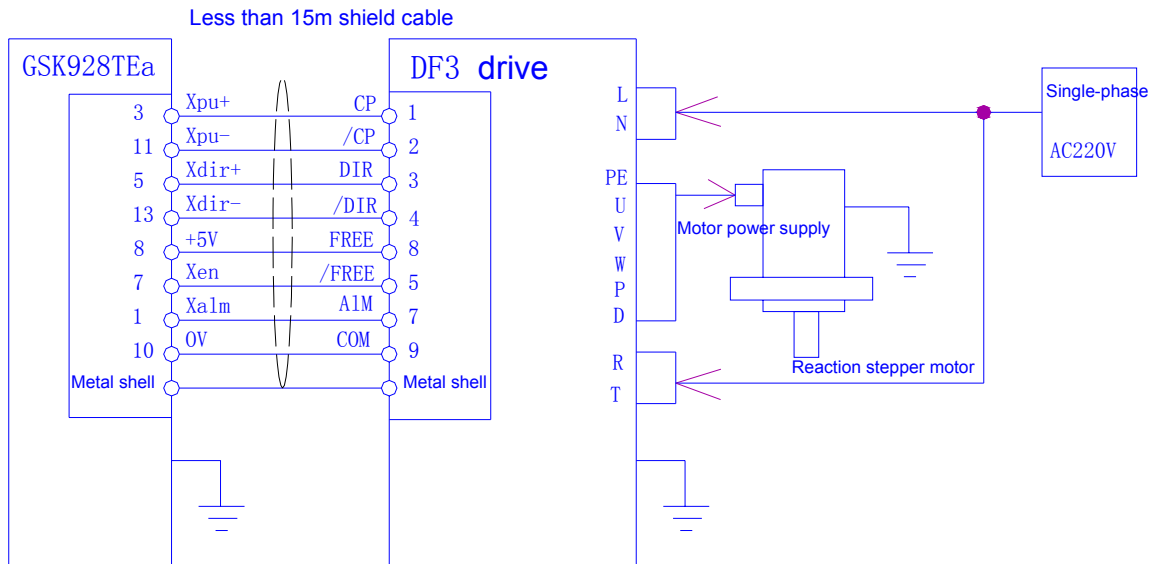 Less than 15m shield cable
GSK928TEa
DF3 drive
3 Xpu+ CP 1
11 Xpu- /CP 2
5 Xdir+ DIR 3
13 Xdir- /DIR 4
8 +5V FREE 8
7 Xen /FREE 5
1 Xalm AlM 7
10 0V COM 9
Metal shell Metal shell
L
N
PE
U
V
W
P
D
R
T
Motor power supply
Reaction stepper motor
Single-phase
AC220V